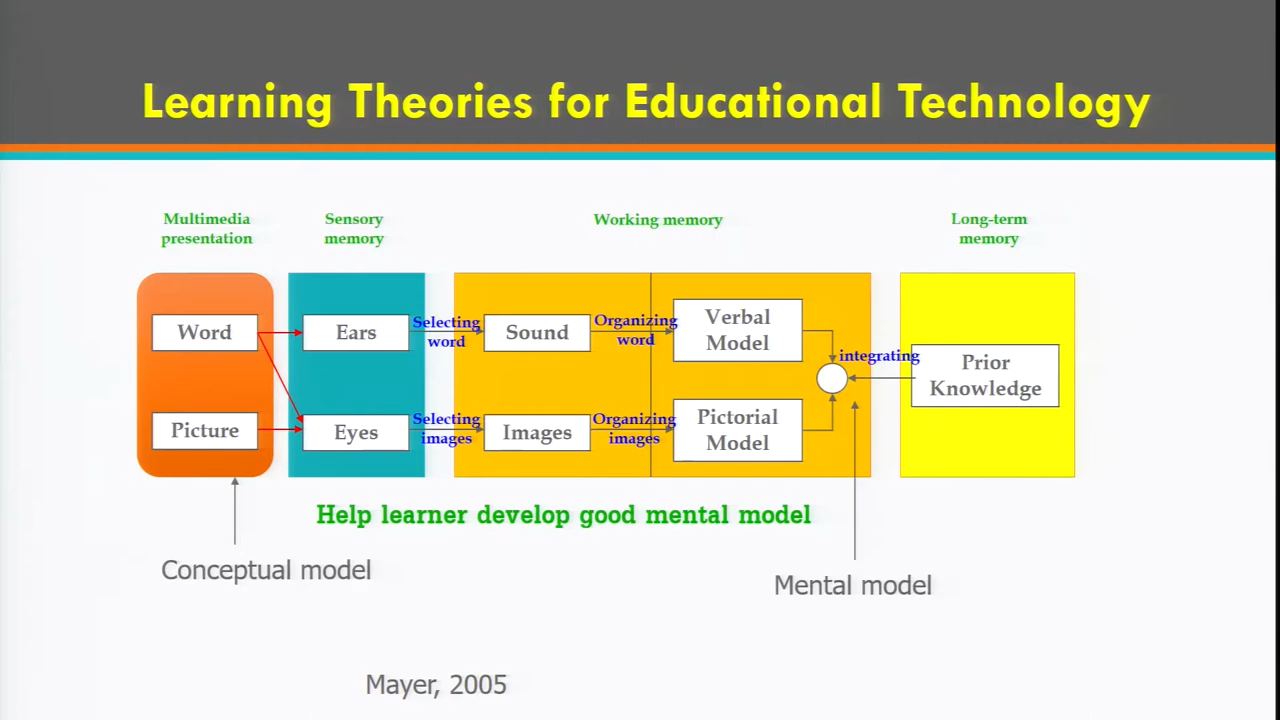 Learning Theories for Educational Technology
Multimedia
presentation
Sensory
memory
Working memory
Long-term
memory
Word
Ears
Selecting
word
Sound
Organizing
word
Verbal
Model
integrating
Prior
Knowledge
Picture
Eyes
Selecting
images
Images
Organizing
images
Pictorial
Model
Help learner develop good mental model
Conceptual model
Mental model
Mayer, 2005